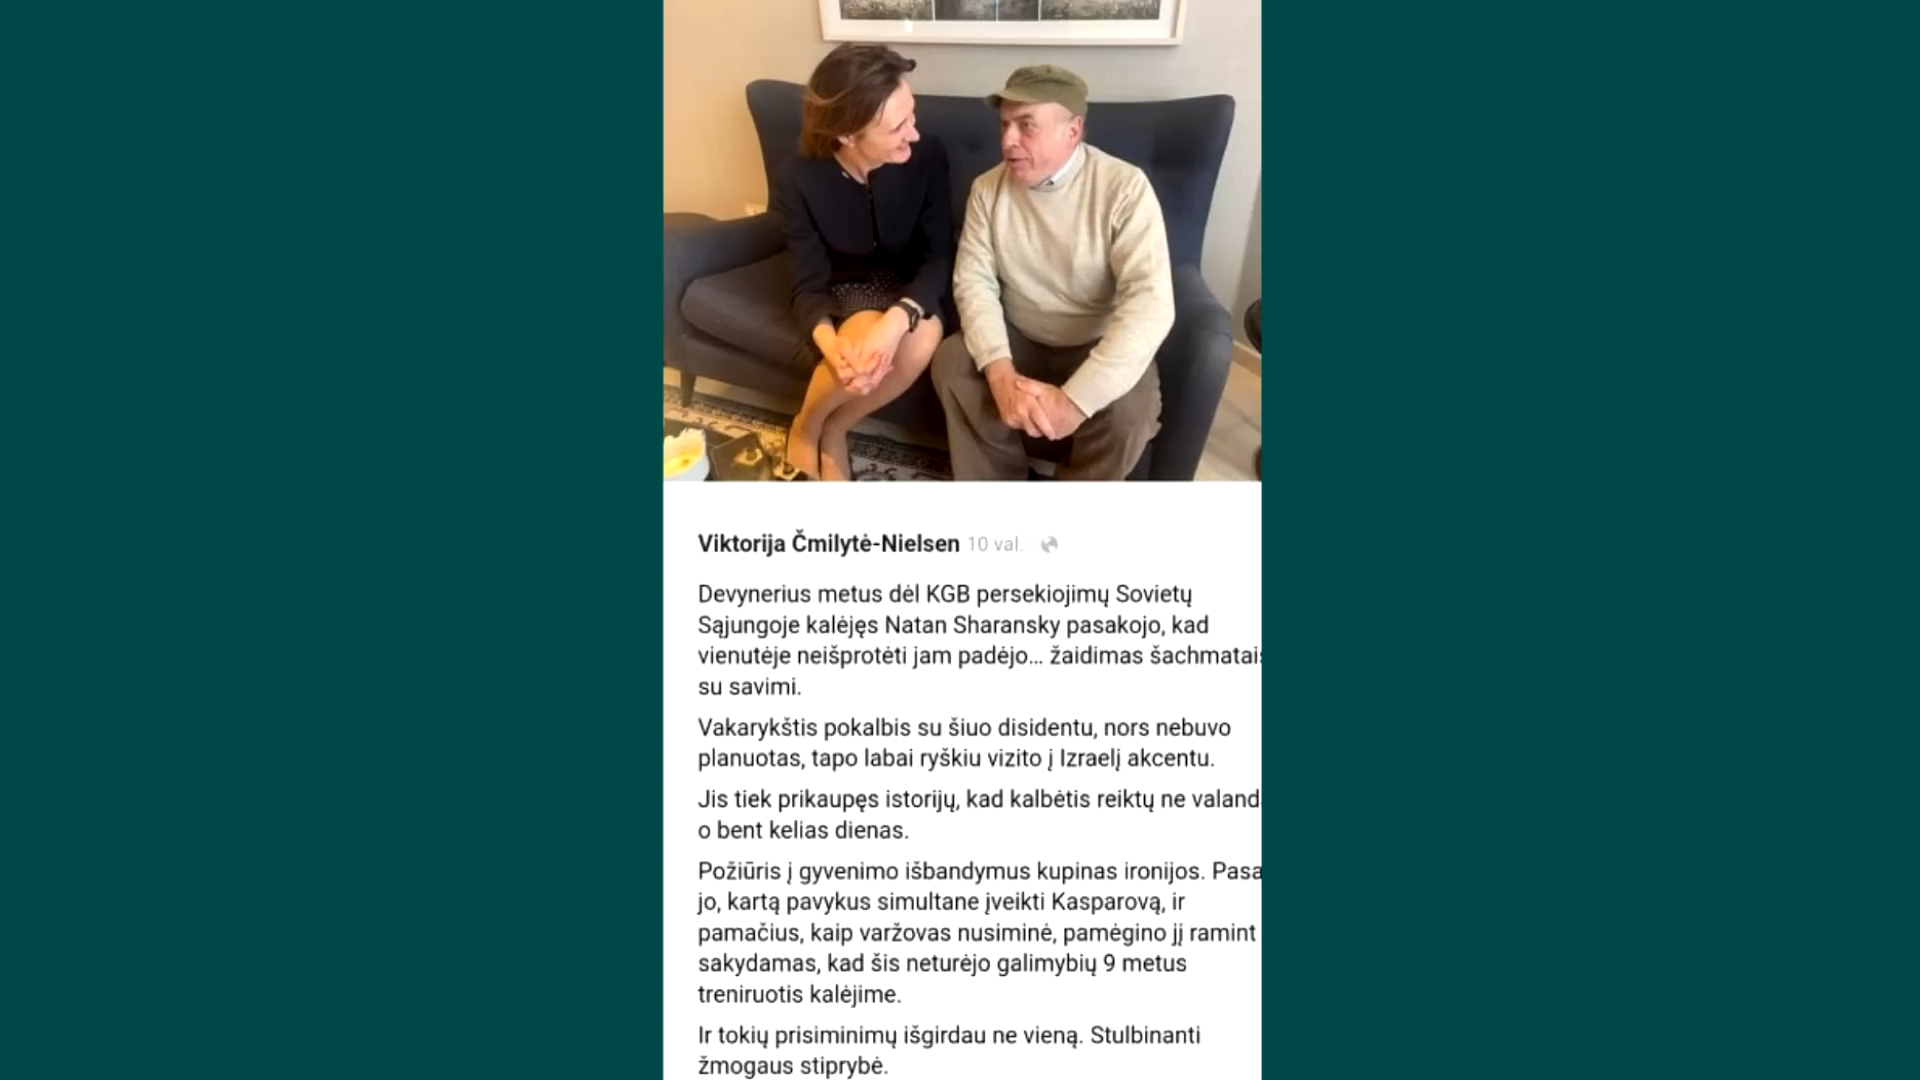 Viktorija Čmilytė-Nielsen 10 val. ·
Devynerius metus dėl KGB persekiojimų Sovietų
Sąjungoje kalėjęs Natan Sharansky pasakojo, kad
vienutėje neišprotėti jam padėjo... žaidimas šachmatais
su savimi.
Vakarykštis pokalbis su šiuo disidentu, nors nebuvo
planuotas, tapo labai ryškiu vizito į Izraelį akcentu.
Jis tiek prikaupęs istorijų, kad kalbėtis reiktų ne valand
o bent kelias dienas.
Požiūris į gyvenimo išbandymus kupinas ironijos. Pasa
jo, kartą pavykus simultane įveikti Kasparovą, ir
pamačius, kaip varžovas nusiminė, pamėgino jį ramint
sakydamas, kad šis neturėjo galimybių 9 metus
treniruotis kalėjime.
Ir tokių prisiminimų išgirdau ne vieną. Stulbinanti
žmogaus stiprybė.